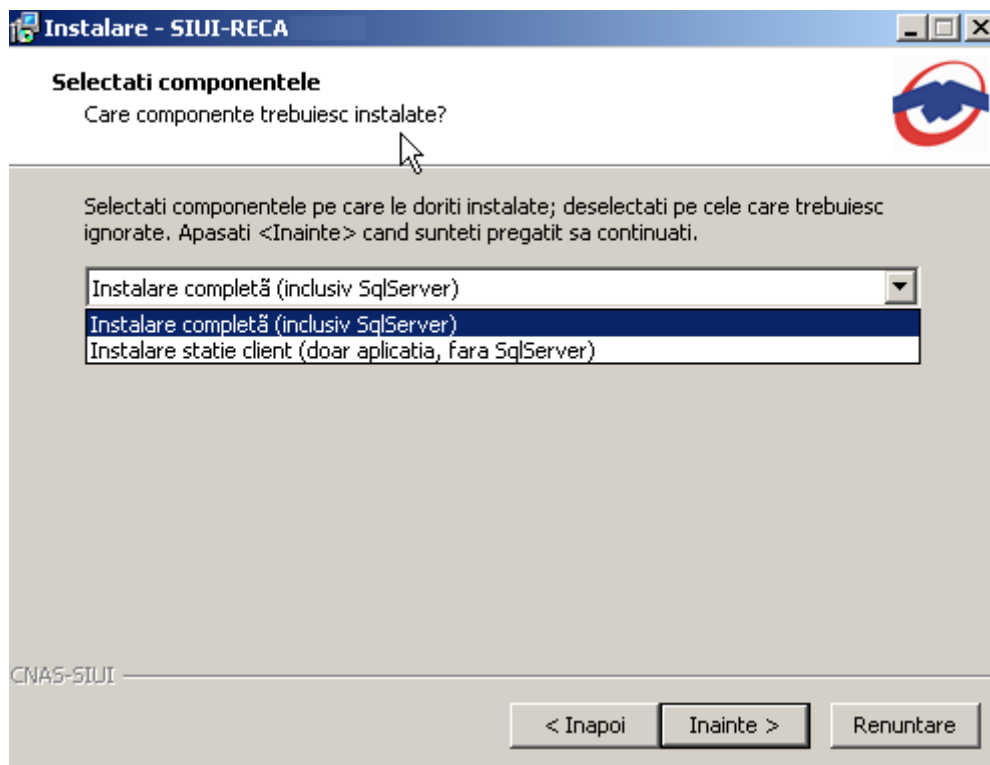 Instalare - SIUI-RECA
Selectati componentele
Care componente trebuiesc instalate?
Selectati componentele pe care le doriti instalate; deselectati pe cele care trebuiesc
ignorate. Apasati <Inainte> cand sunteti pregatit sa continuati.
Instalare completã (inclusiv SqlServer)
Instalare completã (inclusiv SqlServer)
Instalare statie client (doar aplicatia, fara SqlServer)
CNAS-SIUI
< Inapoi
Inainte >
Renuntare